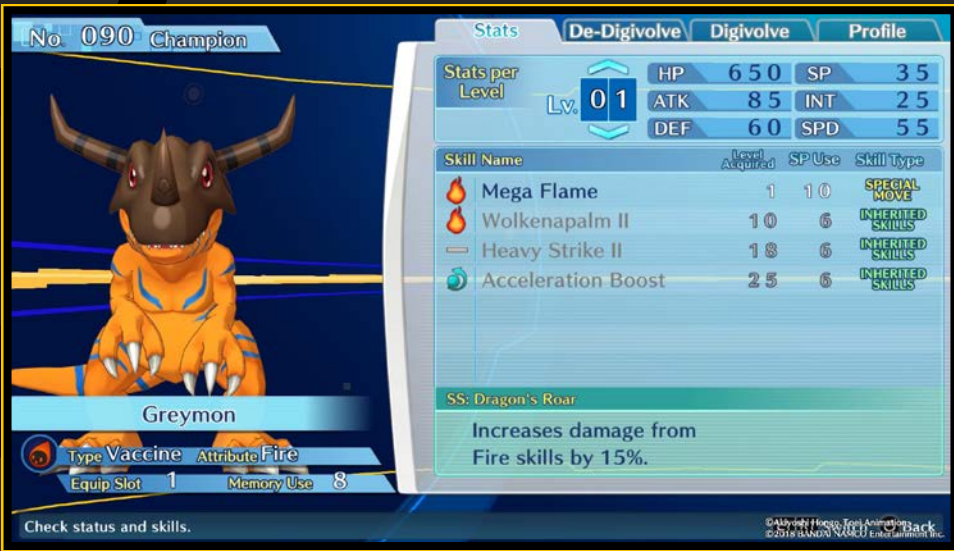 No. 090 Champion
Stats De-Digivolve Digivolve Profile
Stats per
Level
Lv. 01
HP 650 SP 35
ATK 85 INT 25
DEF 60 SPD 55
Skill Name Level Acquired SP Use Skill Type
Mega Flame 1 10 SPECIAL MOVE
Wolkenapalm II 10 6 INHERITED SKILLS
Heavy Strike II 18 6 INHERITED SKILLS
Acceleration Boost 25 6 INHERITED SKILLS
SS: Dragon's Roar
Increases damage from
Fire skills by 15%.
Greymon
Type Vaccine Attribute Fire
Equip Slot 1 Memory Use 8
Check status and skills.
Back
©Akiyoshi Hongo, Toei Animation
©2018 BANDAI NAMCO Entertainment Inc.